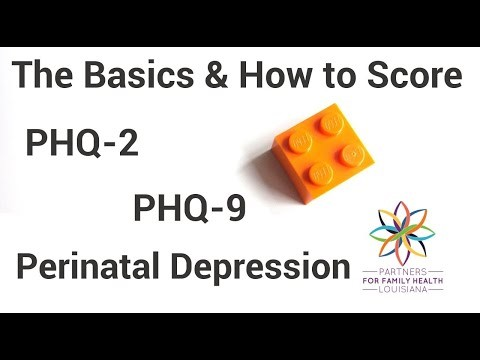 The Basics & How to Score
PHQ-2
PHQ-9
Perinatal Depression
PARTNERS
FOR FAMILY HEALTH
LOUISIANA